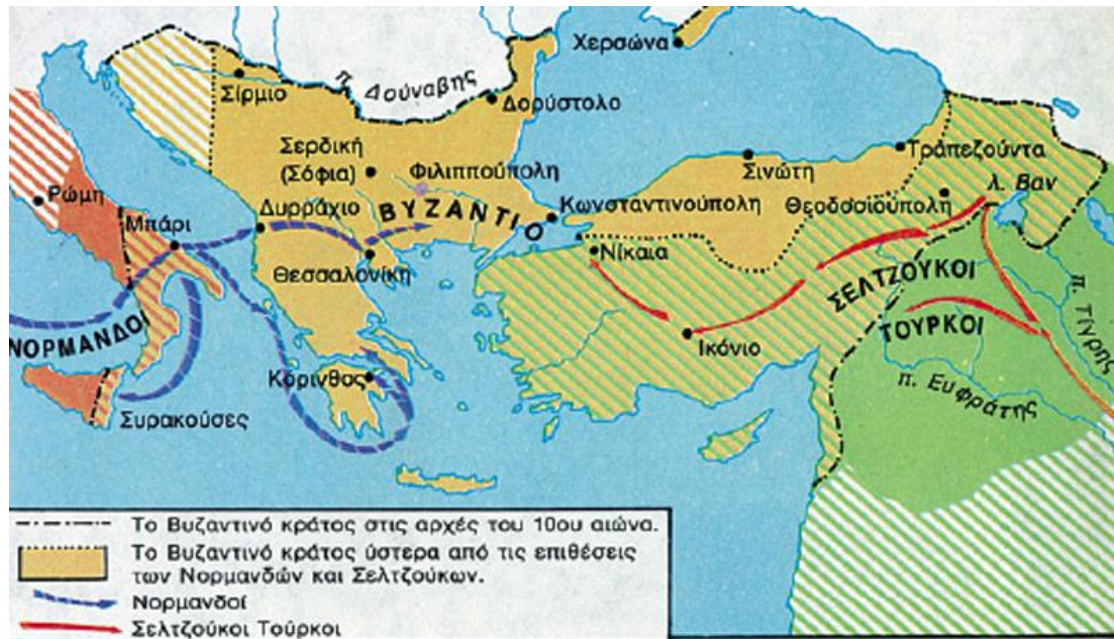 Χερσώνα
π. Δούναβης
Σίρμιο
Δορύστολο
Σερδική
(Σόφια)
Φιλιππούπολη
Σινώπη
Τραπεζούντα
λ. Βαν
Ρώμη
Μπάρι
Δυρράχιο
ΒΥΖΑΝΤΙΟ
Κωνσταντινούπολη
Θεοδοσιούπολη
Θεσσαλονίκη
Νίκαια
ΣΕΛΤΖΟΥΚΟΙ
ΤΟΥΡΚΟΙ
π. Τίγρης
ΝΟΡΜΑΝΔΟΙ
Ικόνιο
Κόρινθος
π. Ευφράτης
Συρακούσες
Το Βυζαντινό κράτος στις αρχές του 10ου αιώνα.
Το Βυζαντινό κράτος ύστερα από τις επιθέσεις
των Νορμανδών και Σελτζούκων.
Νορμανδοί
Σελτζούκοι Τούρκοι